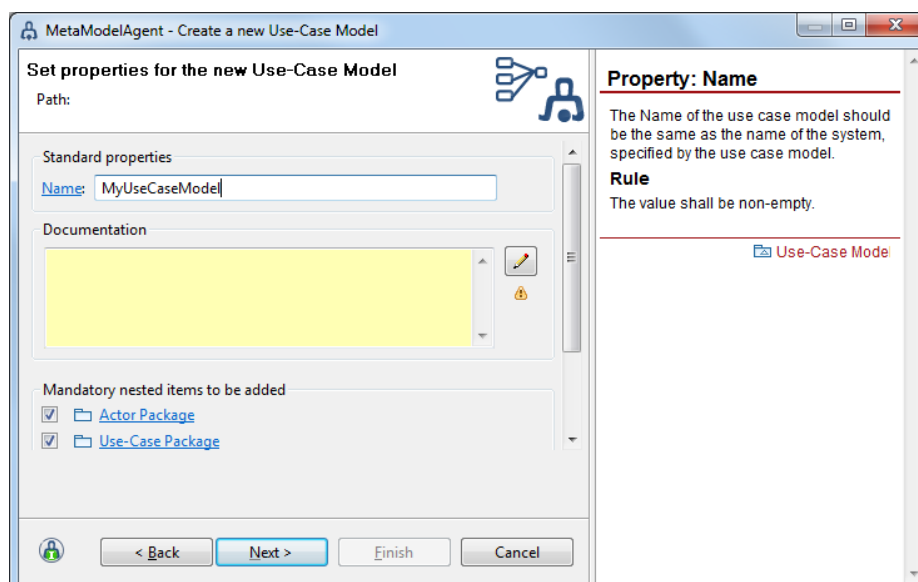 MetaModelAgent - Create a new Use-Case Model
Set properties for the new Use-Case Model
Path:
Standard properties
Name: MyUseCaseModel
Documentation
Mandatory nested items to be added
Actor Package
Use-Case Package
< Back Next > Finish Cancel
Property: Name
The Name of the use case model should
be the same as the name of the system,
specified by the use case model.
Rule
The value shall be non-empty.
Use-Case Model